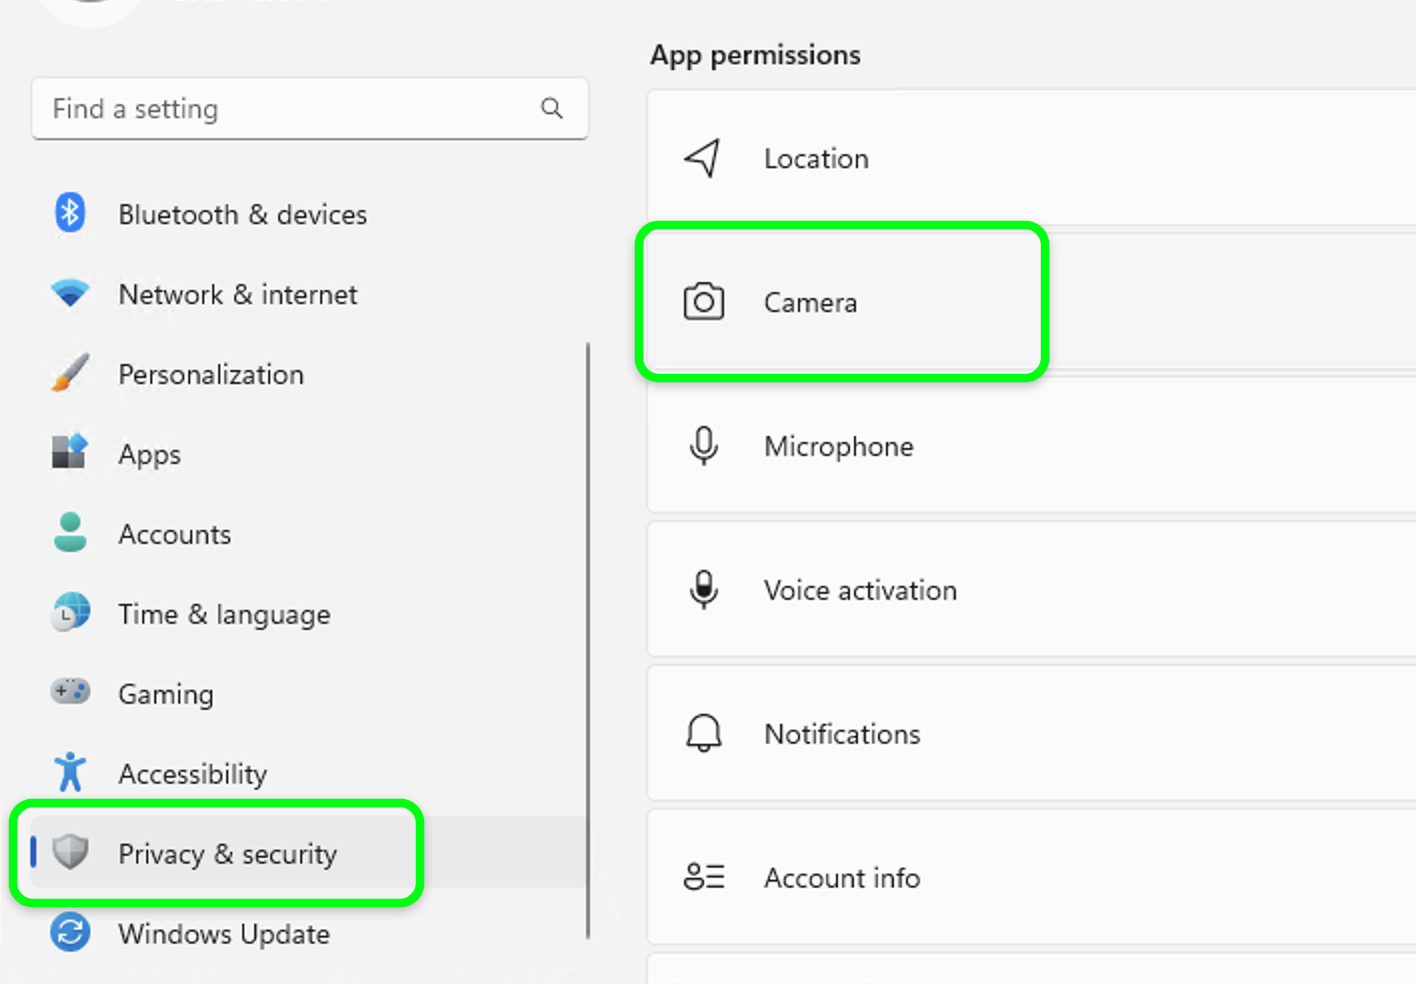 Find a setting
Bluetooth & devices
Network & internet
Personalization
Apps
Accounts
Time & language
Gaming
Accessibility
Privacy & security
Windows Update
App permissions
Location
Camera
Microphone
Voice activation
Notifications
Account info